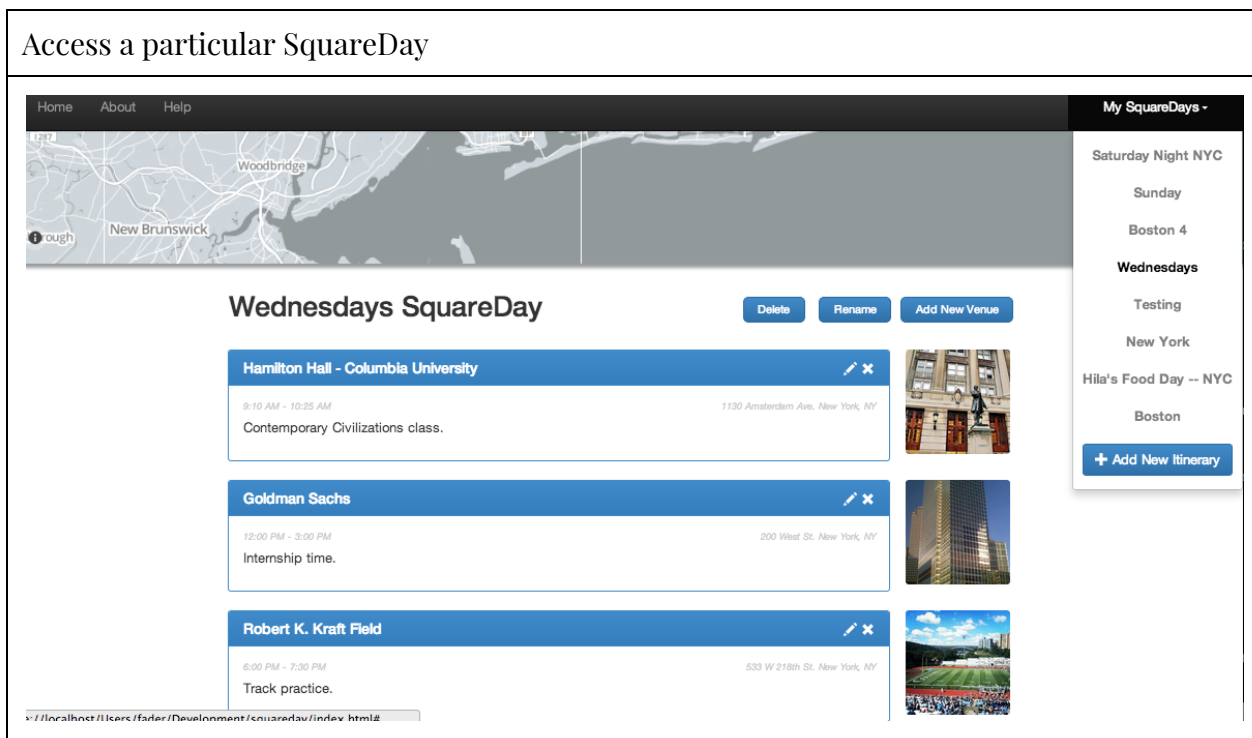 Access a particular SquareDay
Home About Help My SquareDays
Woodbridge
New Brunswick
rough
Saturday Night NYC
Sunday
Boston 4
Wednesdays
Testing
New York
Hila's Food Day -- NYC
Boston
+ Add New Itinerary
Wednesdays SquareDay
Delete Rename Add New Venue
Hamilton Hall - Columbia University
9:10 AM - 10:25 AM 1130 Amsterdam Ave. New York, NY
Contemporary Civilizations class.
Goldman Sachs
12:00 PM - 3:00 PM 200 West St. New York, NY
Internship time.
Robert K. Kraft Field
6:00 PM - 7:30 PM 533 W 218th St. New York, NY
Track practice.
://localhost/Users/fader/Development/squareday/index.html#